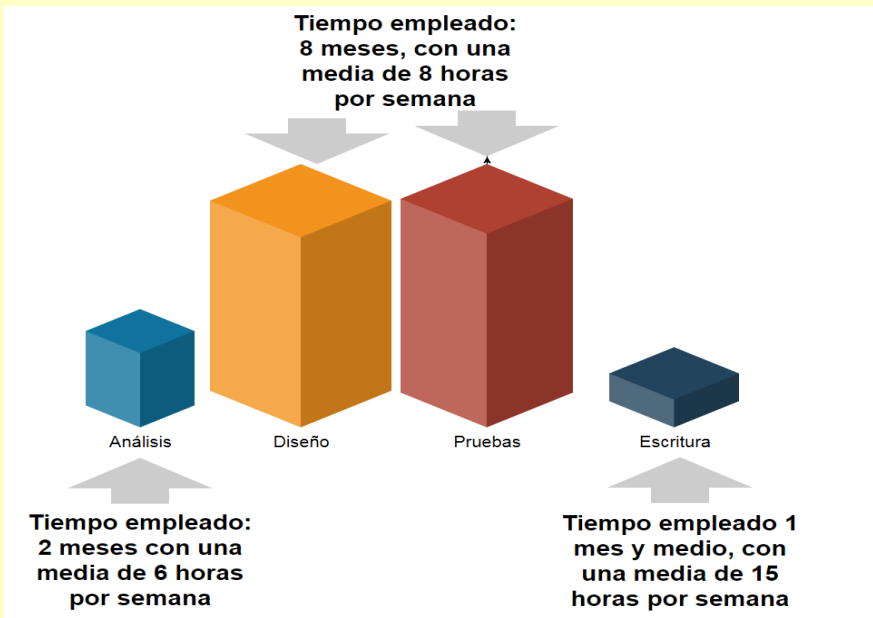 Tiempo empleado:
8 meses, con una
media de 8 horas
por semana
Análisis
Diseño
Pruebas
Escritura
Tiempo empleado:
2 meses con una
media de 6 horas
por semana
Tiempo empleado 1
mes y medio, con
una media de 15
horas por semana